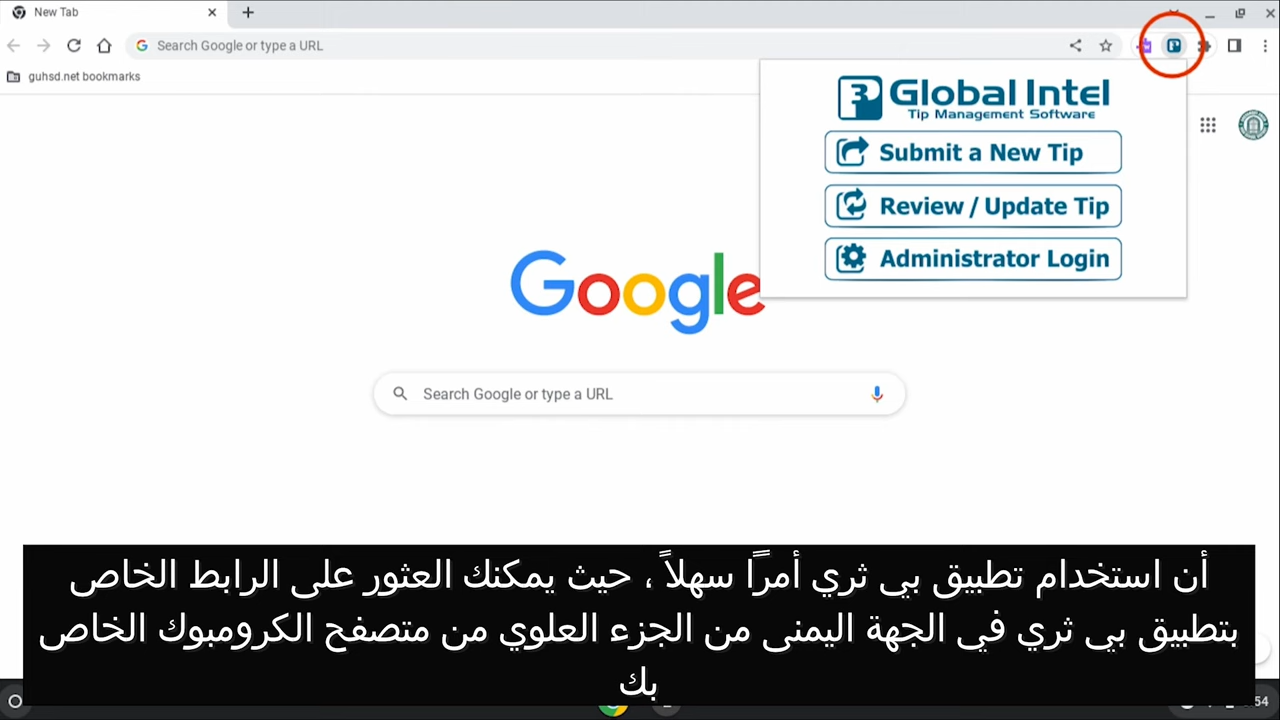 New Tab
Search Google or type a URL
guhsd.net bookmarks
P3 Global Intel
Tip Management Software
Submit a New Tip
Review / Update Tip
Administrator Login
Google
Search Google or type a URL
أن استخدام تطبيق بي ثري أمرًا سهلاً ، حيث يمكنك العثور على الرابط الخاص
بتطبيق بي ثري في الجهة اليمنى من الجزء العلوي من متصفح الكرومبوك الخاص
بك